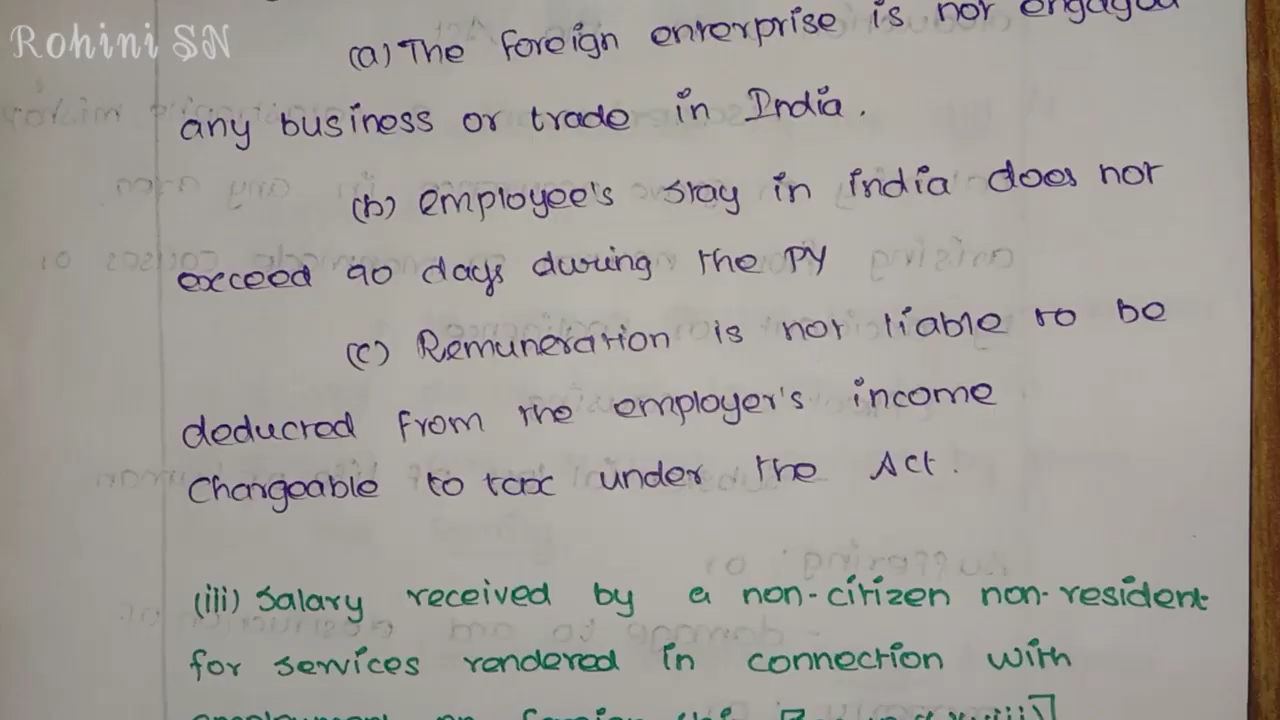 Rohini SN
(a) The foreign enterprise is not engaged
any business or trade in India.
(b) employee's stay in india does not
exceed 90 days during the PY
(c) Remuneration is not liable to be
deducted from the employer's income
Chargeable to tax under the Act.
(iii) Salary received by a non-citizen non-resident
for services rendered in connection with